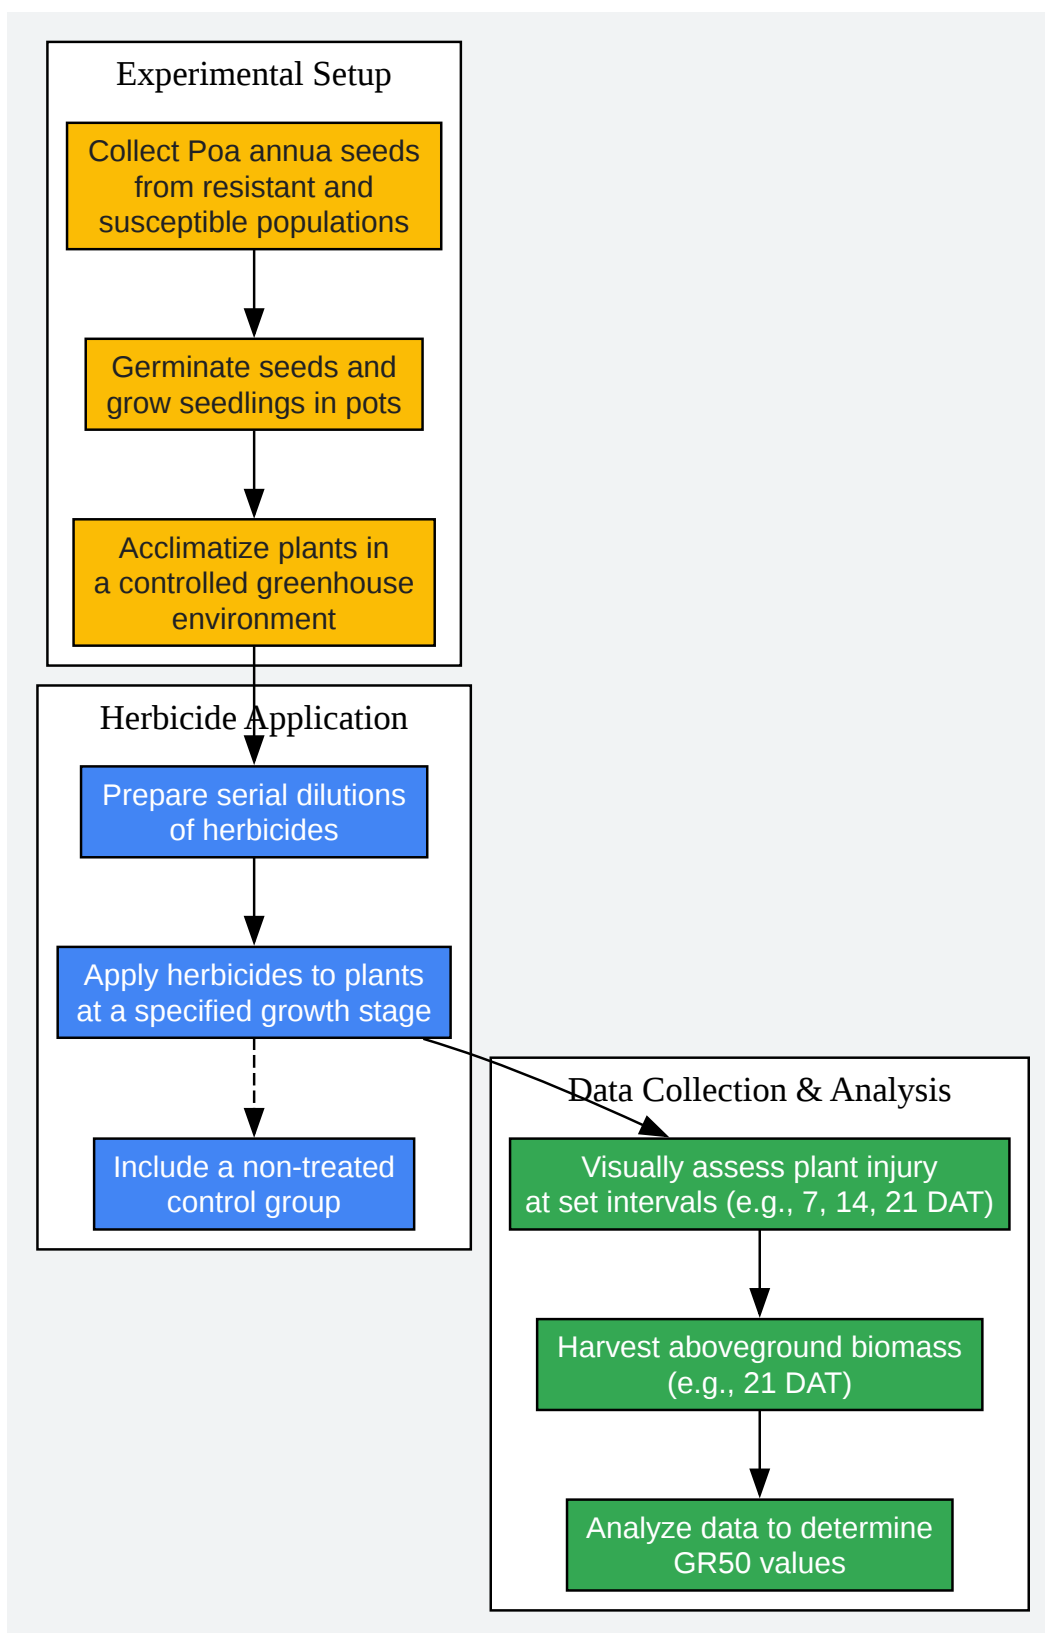 Experimental Setup
Collect Poa annua seeds
from resistant and
susceptible populations
Germinate seeds and
grow seedlings in pots
Acclimatize plants in
a controlled greenhouse
environment
Herbicide Application
Prepare serial dilutions
of herbicides
Apply herbicides to plants
at a specified growth stage
Include a non-treated
control group
Data Collection & Analysis
Visually assess plant injury
at set intervals (e.g., 7, 14, 21 DAT)
Harvest aboveground biomass
(e.g., 21 DAT)
Analyze data to determine
GR50 values